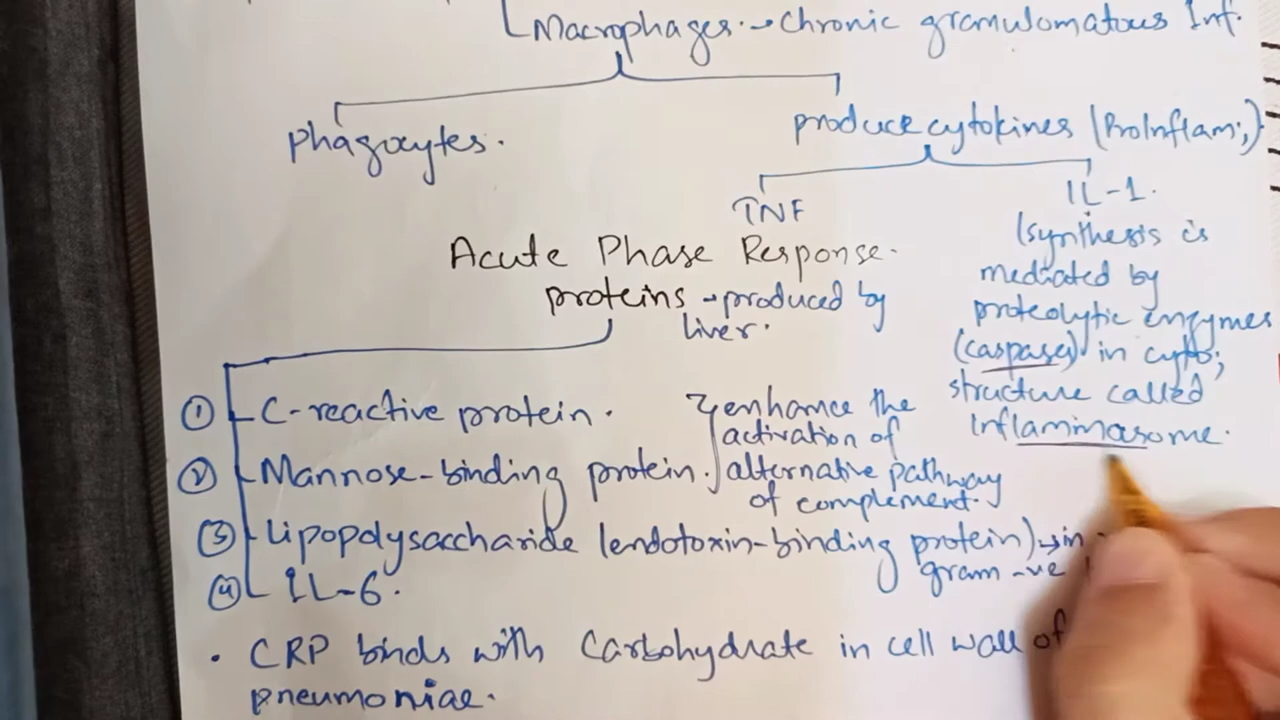 Macrophages. → Chronic granulomatous Inf.
Phagocytes.
produce cytokines (ProInflam;)
TNF
IL-1.
(synthesis is
mediated by
proteolytic enzymes
(caspase) in cyto;
structure called
Inflammasome.
Acute Phase Response.
proteins → produced by
liver.
① C-reactive protein.
② Mannose-binding protein.
enhance the
activation of
alternative pathway
of complement.
③ Lipopolysaccharide (endotoxin-binding protein) → in
gram -ve
④ IL-6.
• CRP binds with Carbohydrate in cell wall of
pneumoniae.